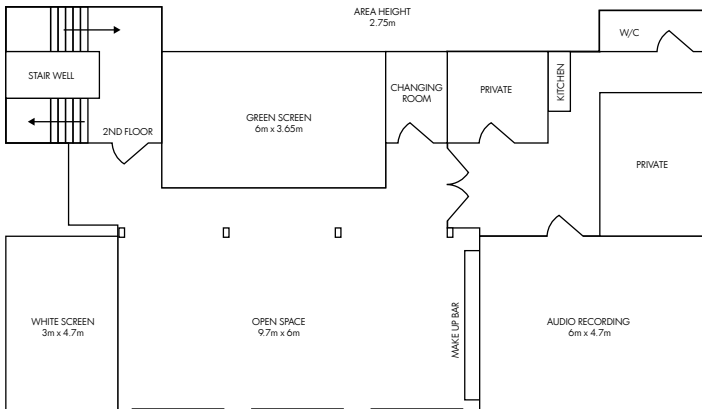 AREA HEIGHT
2.75m
W/C
STAIR WELL
CHANGING
ROOM
PRIVATE
KITCHEN
GREEN SCREEN
6m x 3.65m
2ND FLOOR
PRIVATE
WHITE SCREEN
3m x 4.7m
OPEN SPACE
9.7m x 6m
MAKE UP BAR
AUDIO RECORDING
6m x 4.7m